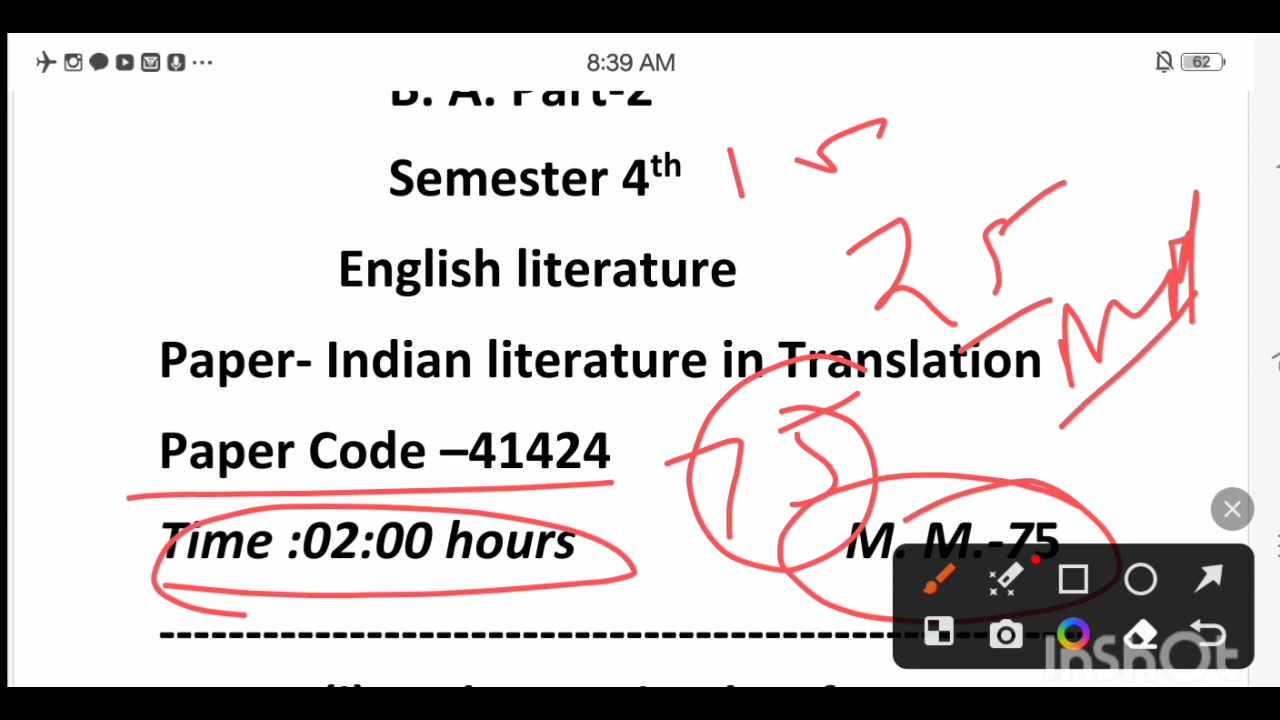 8:39 AM
62
B. A. Part-2
Semester 4th
15
English literature
25
Paper- Indian literature in Translation
Paper Code –41424
75
Time :02:00 hours
M. M.-75
InShOt